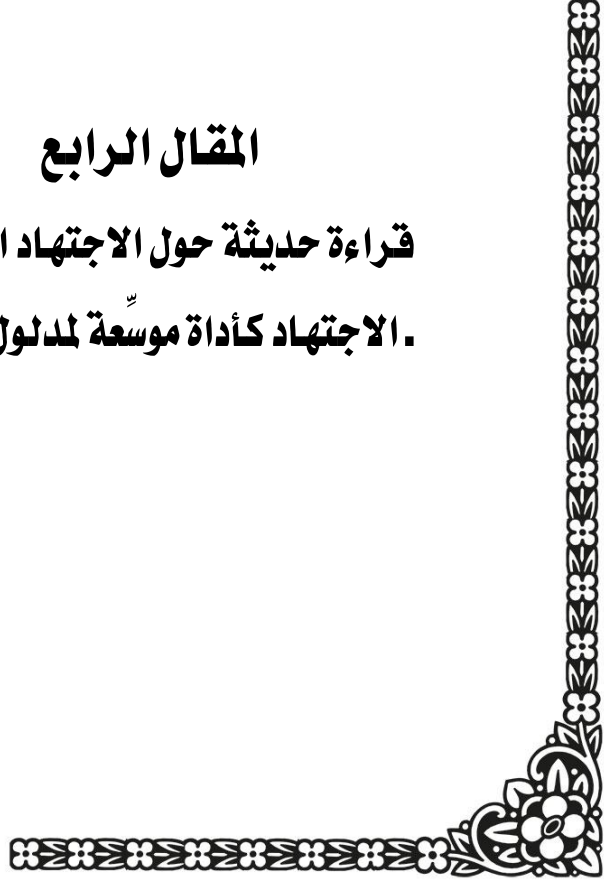 المقال الرابع
قراءة حديثة حول الاجتهاد
. الاجتهاد كأداة موسِّعة لمدلول